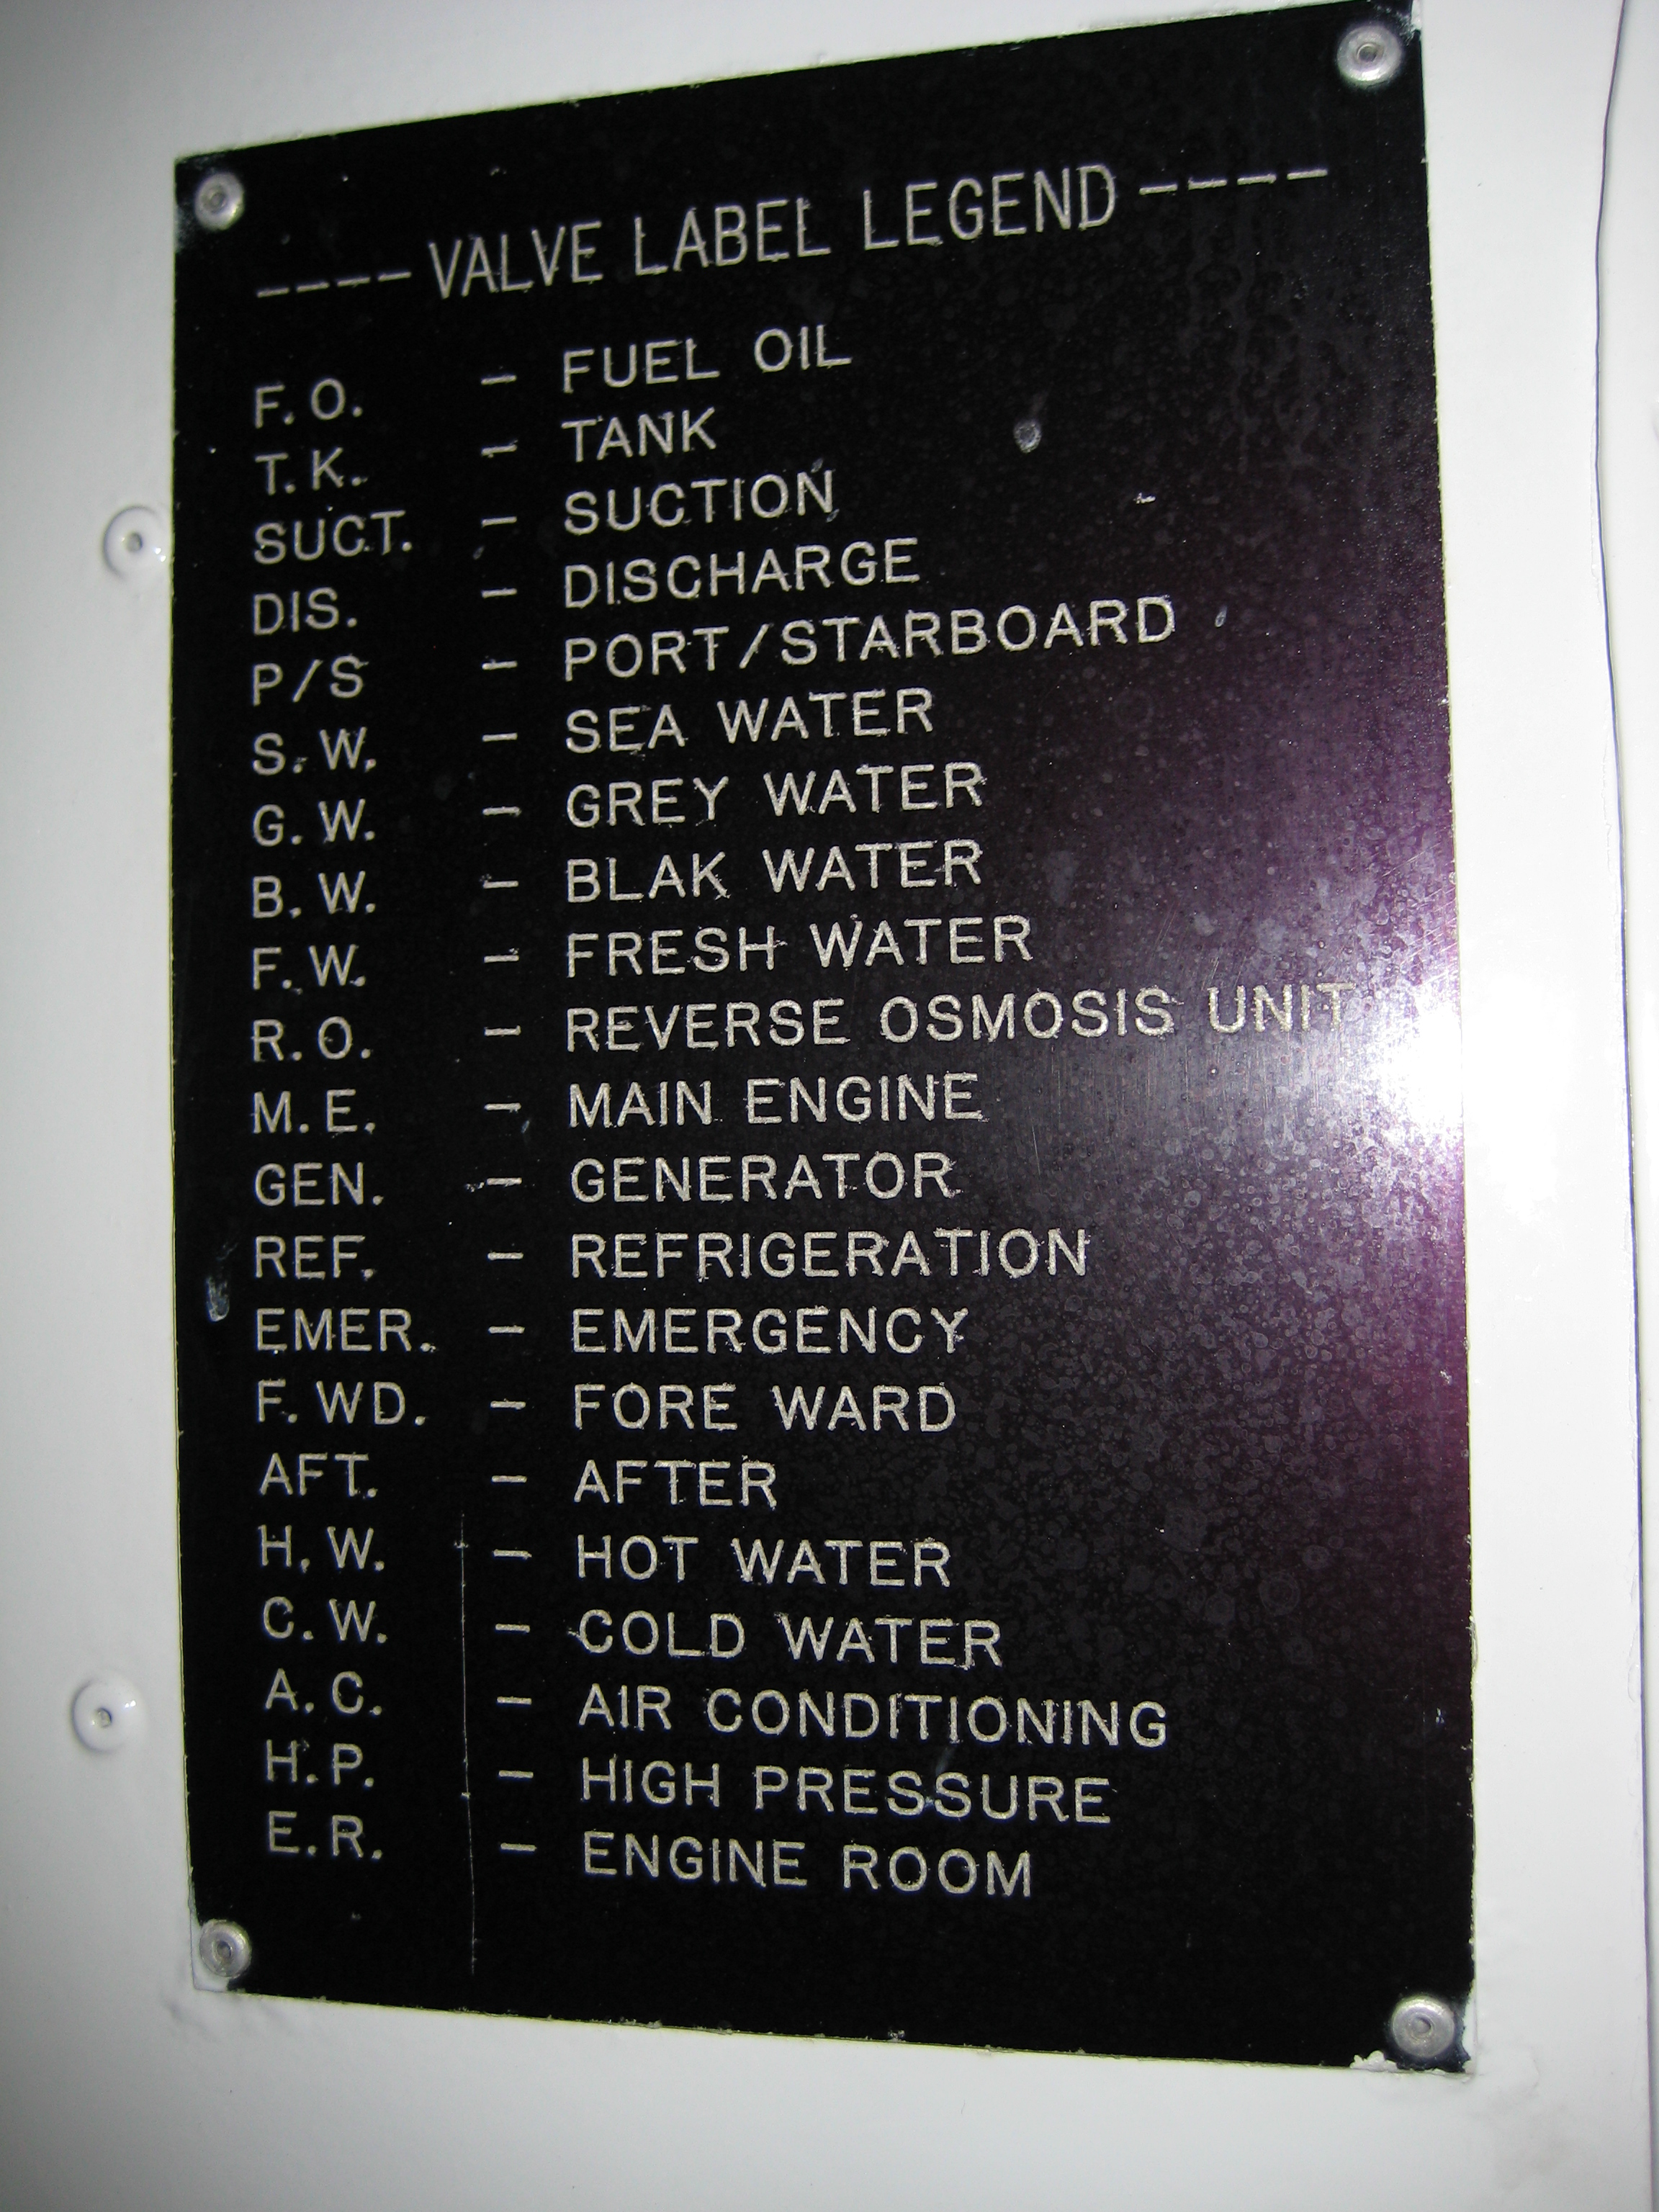 ----VALVE LABEL LEGEND----
F.O. - FUEL OIL
T.K. - TANK
SUCT. - SUCTION
DIS. - DISCHARGE
P/S - PORT/STARBOARD
S.W. - SEA WATER
G.W. - GREY WATER
B.W. - BLAK WATER
F.W. - FRESH WATER
R.O. - REVERSE OSMOSIS UNIT
M.E. - MAIN ENGINE
GEN. - GENERATOR
REF. - REFRIGERATION
EMER. - EMERGENCY
F.WD. - FORE WARD
AFT. - AFTER
H.W. - HOT WATER
C.W. - COLD WATER
A.C. - AIR CONDITIONING
H.P. - HIGH PRESSURE
E.R. - ENGINE ROOM